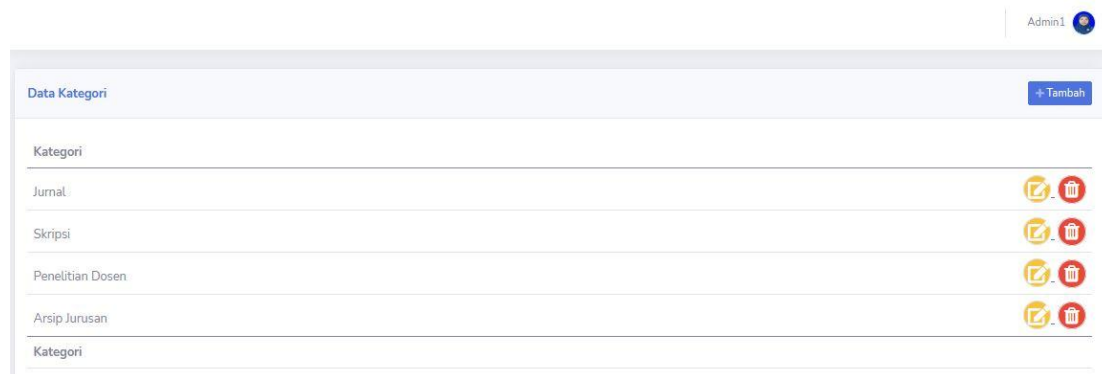 Admin1
Data Kategori
+Tambah
Kategori
Jurnal
Skripsi
Penelitian Dosen
Arsip Jurusan
Kategori